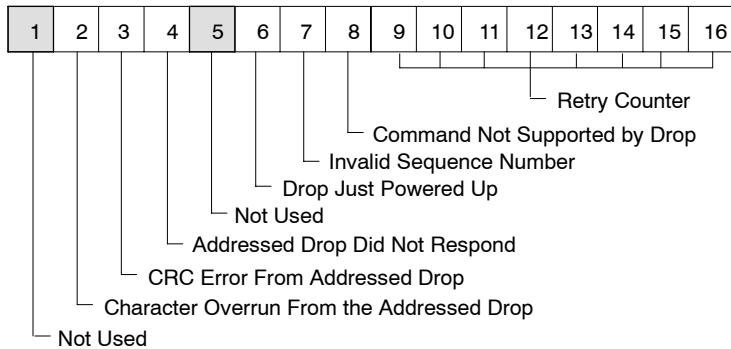 1 2 3 4 5 6 7 8 9 10 11 12 13 14 15 16
Retry Counter
Command Not Supported by Drop
Invalid Sequence Number
Drop Just Powered Up
Not Used
Addressed Drop Did Not Respond
CRC Error From Addressed Drop
Character Overrun From the Addressed Drop
Not Used